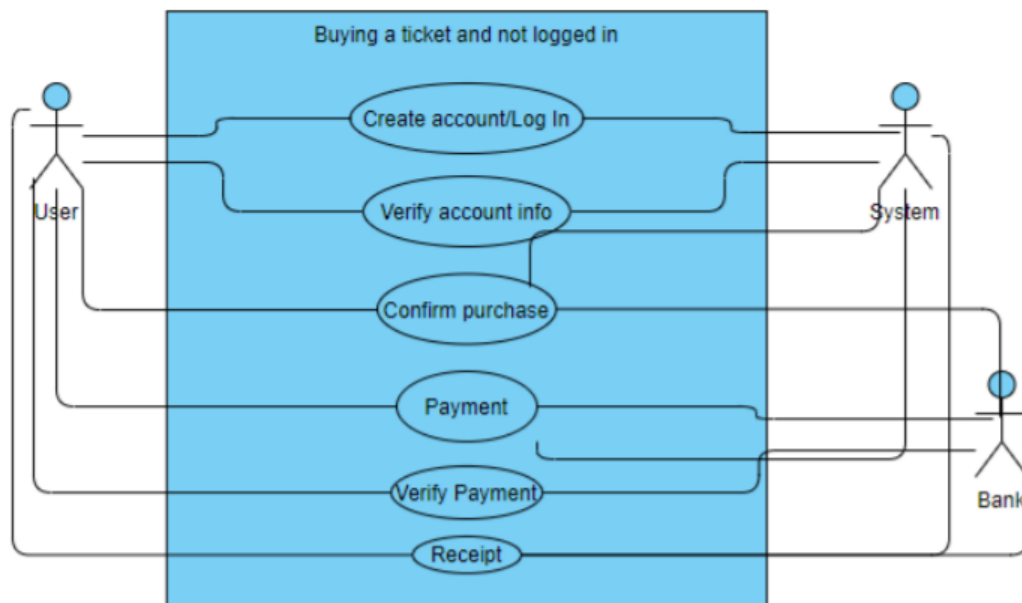 Buying a ticket and not logged in
Create account/Log In
User
Verify account info
System
Confirm purchase
Payment
Verify Payment
Bank
Receipt